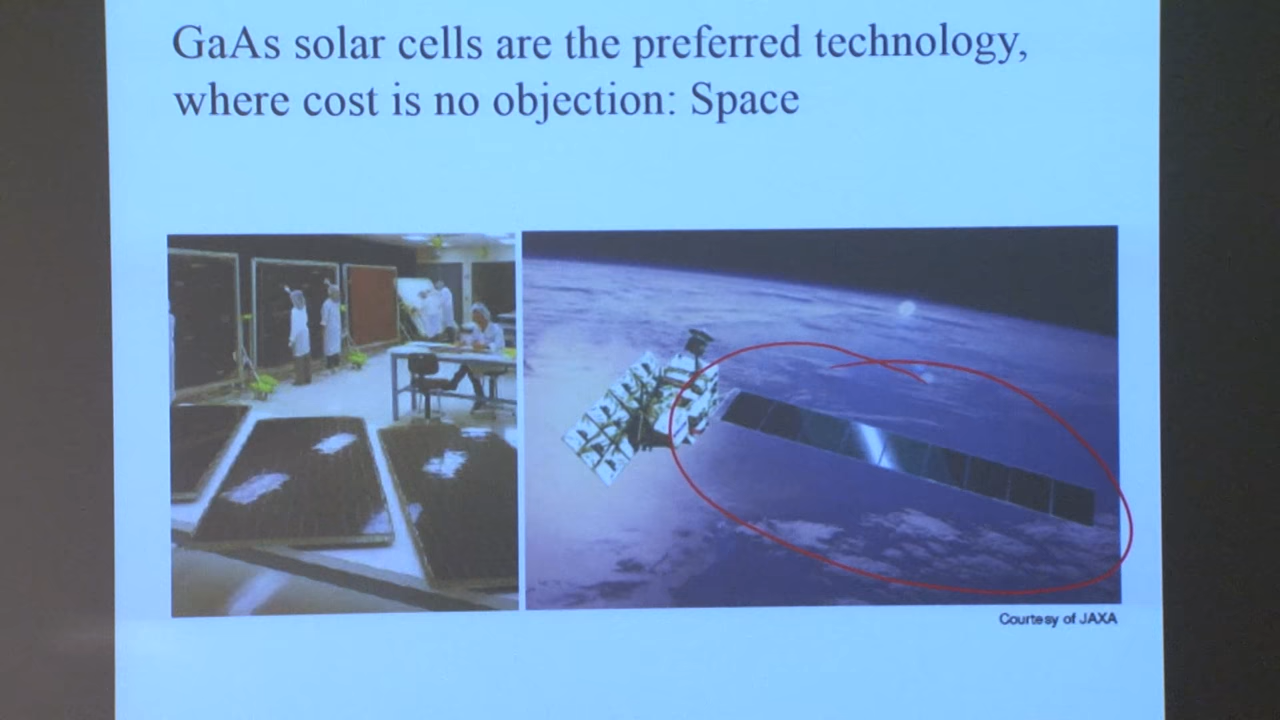 GaAs solar cells are the preferred technology,
where cost is no objection: Space
Courtesy of JAXA